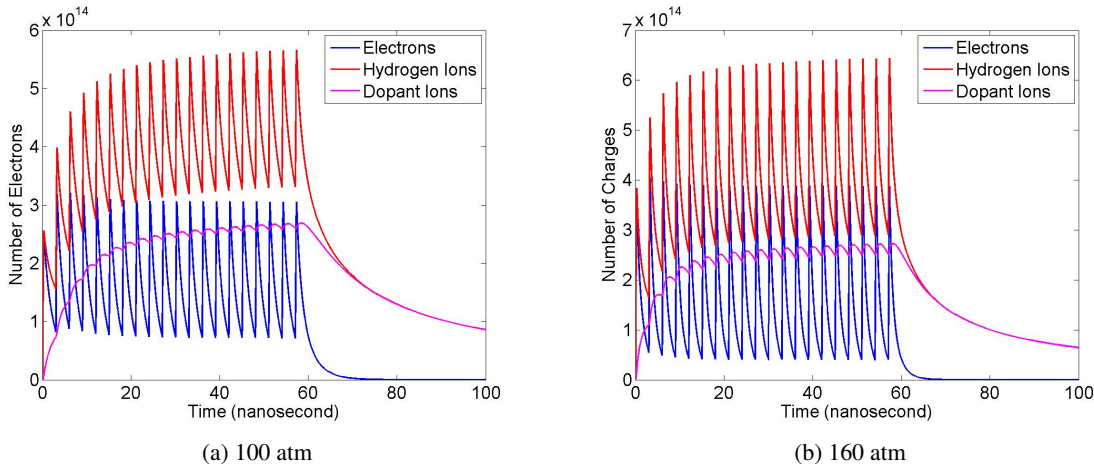 6 × 10^14
5
4
3
2
1
0
0 20 40 60 80 100
Number of Electrons
Time (nanosecond)
Electrons
Hydrogen Ions
Dopant Ions
(a) 100 atm
7 × 10^14
6
5
4
3
2
1
0
0 20 40 60 80 100
Number of Charges
Time (nanosecond)
Electrons
Hydrogen Ions
Dopant Ions
(b) 160 atm